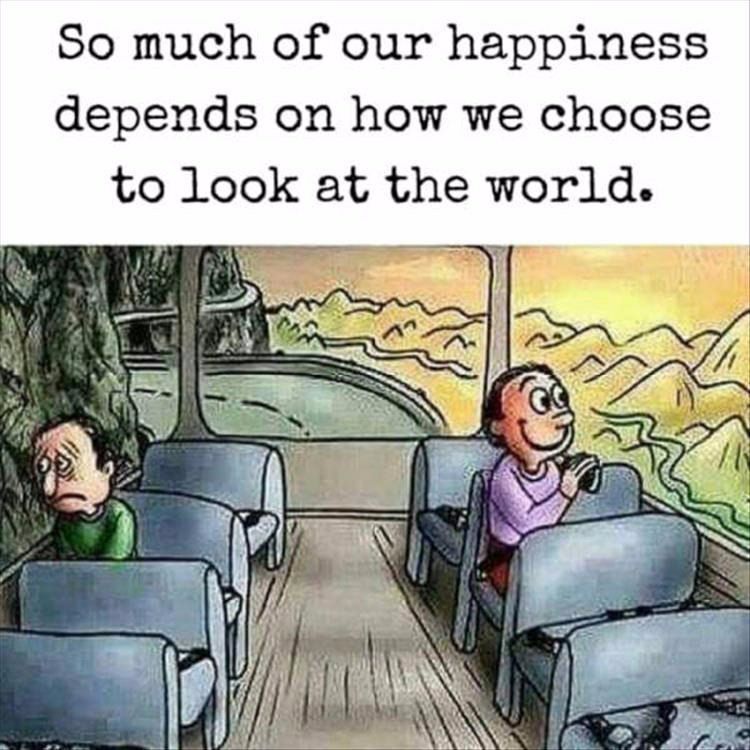 So much of our happiness
depends on how we choose
to look at the world.